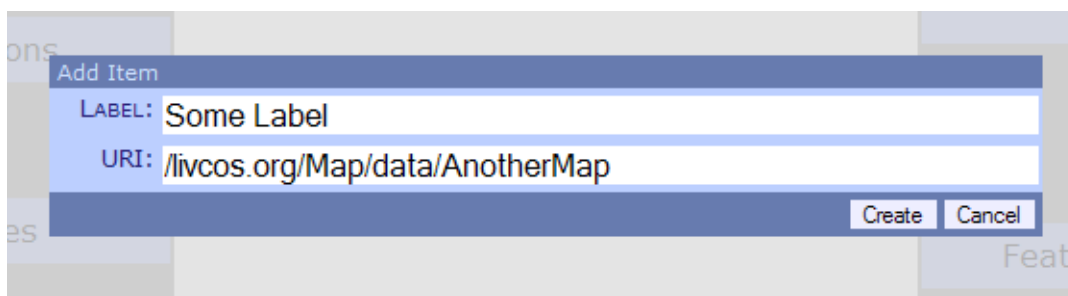 ons
Add Item
LABEL: Some Label
URI: /livcos.org/Map/data/AnotherMap
Create Cancel
es
Feat